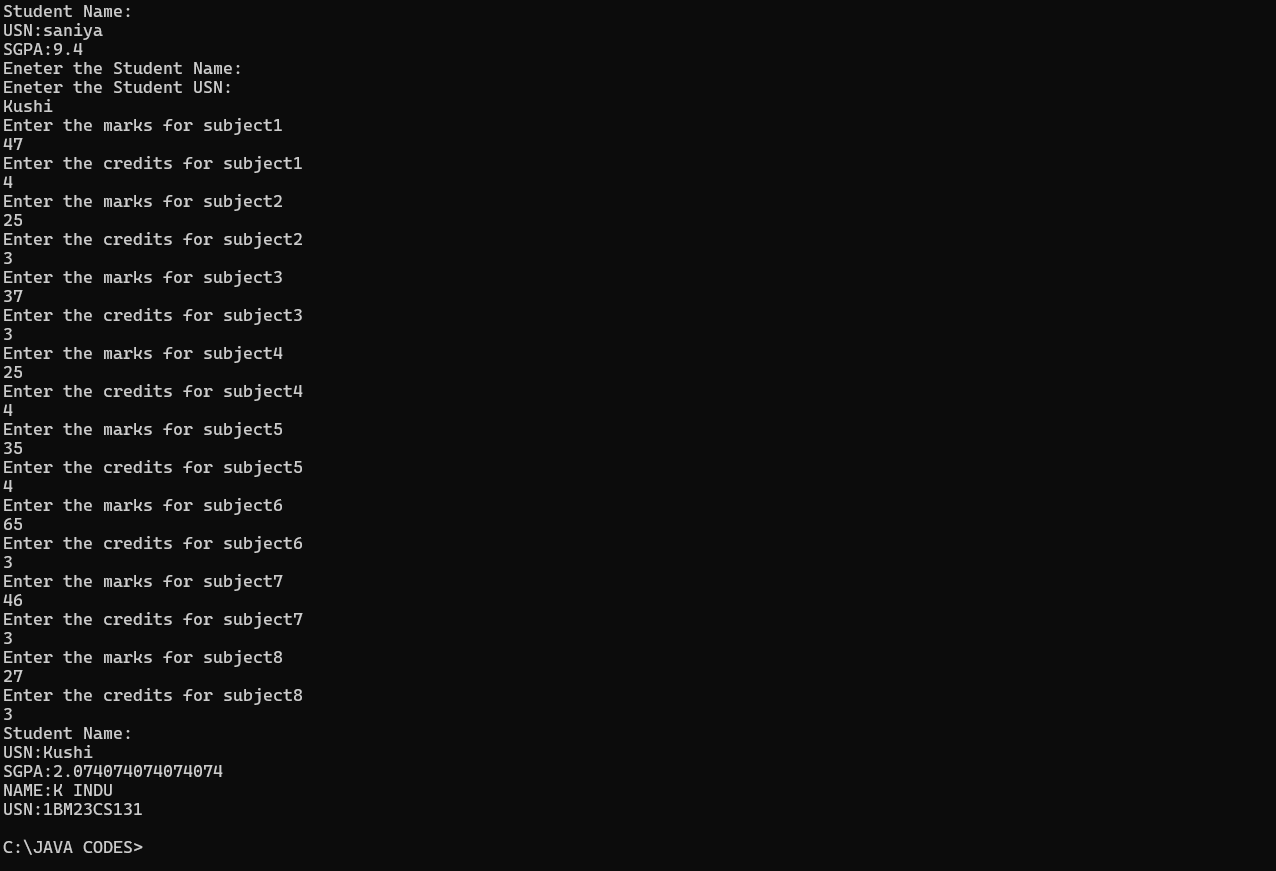 Student Name:
USN:saniya
SGPA:9.4
Eneter the Student Name:
Eneter the Student USN:
Kushi
Enter the marks for subject1
47
Enter the credits for subject1
4
Enter the marks for subject2
25
Enter the credits for subject2
3
Enter the marks for subject3
37
Enter the credits for subject3
3
Enter the marks for subject4
25
Enter the credits for subject4
4
Enter the marks for subject5
35
Enter the credits for subject5
4
Enter the marks for subject6
65
Enter the credits for subject6
3
Enter the marks for subject7
46
Enter the credits for subject7
3
Enter the marks for subject8
27
Enter the credits for subject8
3
Student Name:
USN:Kushi
SGPA:2.074074074074074
NAME:K INDU
USN:1BM23CS131
C:\JAVA CODES>